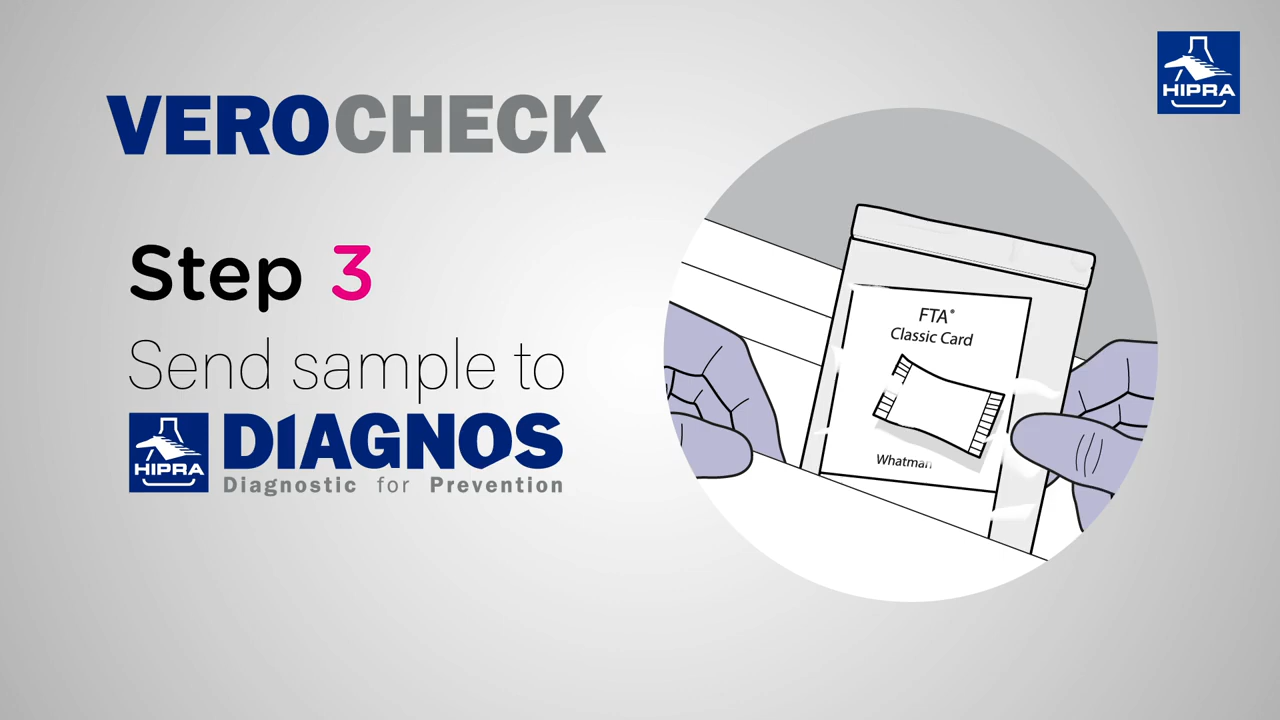 VEROCHECK
HIPRA
Step 3
Send sample to
HIPRA
DIAGNOS
Diagnostic for Prevention
FTA®
Classic Card
Whatman